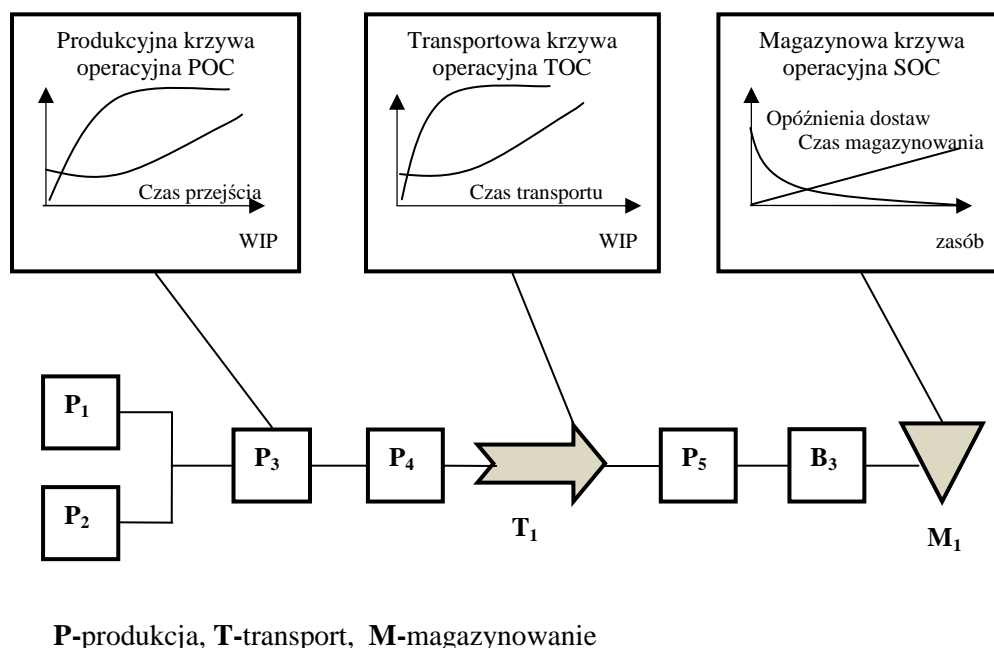 Produkcyjna krzywa
operacyjna POC
Czas przejścia
WIP
Transportowa krzywa
operacyjna TOC
Czas transportu
WIP
Magazynowa krzywa
operacyjna SOC
Opóźnienia dostaw
Czas magazynowania
zasób
P1
P2
P3
P4
T1
P5
B3
M1
P-produkcja, T-transport, M-magazynowanie